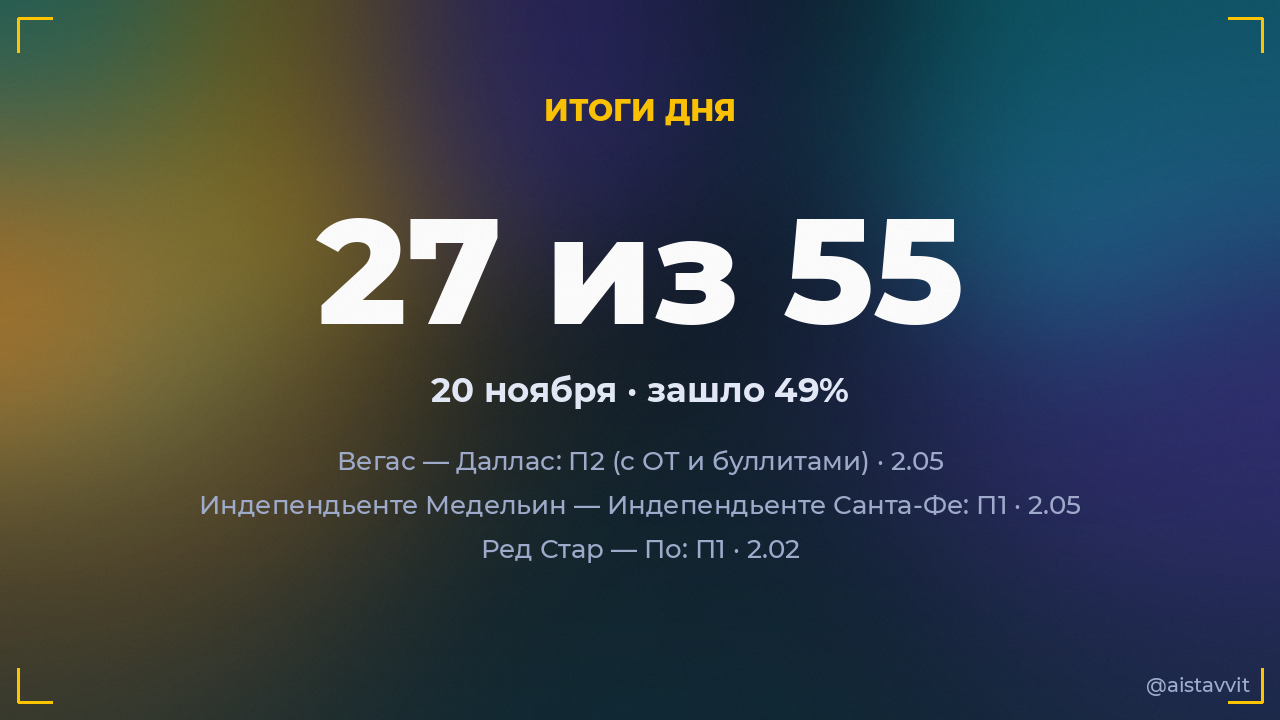 ИТОГИ ДНЯ
27 из 55
20 ноября · зашло 49%
Вегас — Даллас: П2 (с ОТ и буллитами) · 2.05
Индепендьенте Медельин — Индепендьенте Санта-Фе: П1 · 2.05
Ред Стар — По: П1 · 2.02
@aistavvit